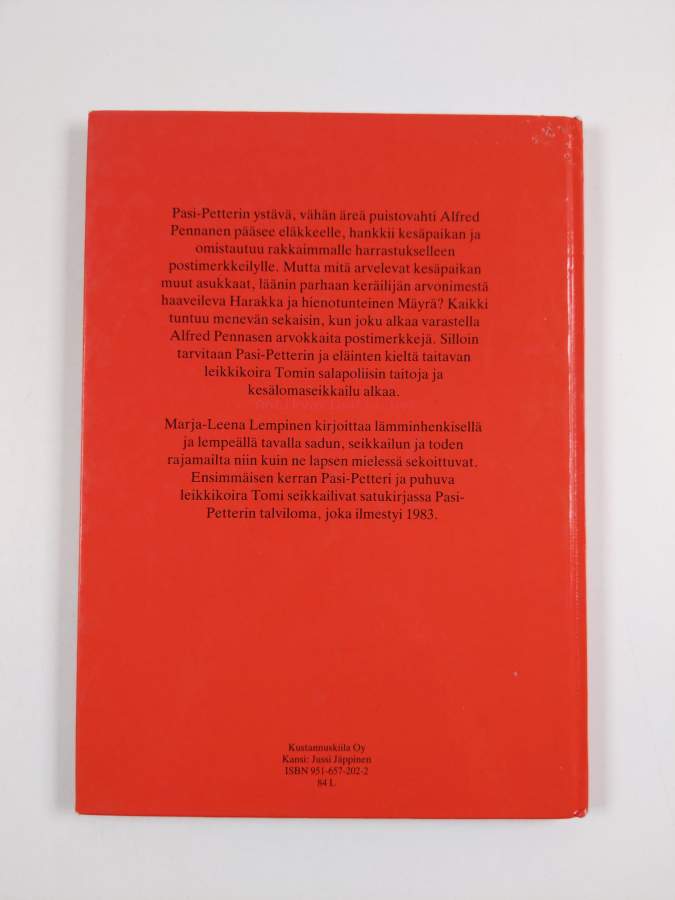 Pasi-Petterin ystävä, vähän äreä puistovahti Alfred
Pennanen pääsee eläkkeelle, hankkii kesäpaikan ja
omistautuu rakkaimmalle harrastukselleen
postimerkkeilylle. Mutta mitä arvelevat kesäpaikan
muut asukkaat, läänin parhaan keräilijän arvonimestä
haaveileva Harakka ja hienotunteinen Mäyrä? Kaikki
tuntuu menevän sekaisin, kun joku alkaa varastella
Alfred Pennasen arvokkaita postimerkkejä. Silloin
tarvitaan Pasi-Petterin ja eläinten kieltä taitavan
leikkikoira Tomin salapoliisin taitoja ja
kesälomaseikkailu alkaa.
Marja-Leena Lempinen kirjoittaa lämminhenkisellä
ja lempeällä tavalla sadun, seikkailun ja toden
rajamailta niin kuin ne lapsen mielessä sekoittuvat.
Ensimmäisen kerran Pasi-Petteri ja puhuva
leikkikoira Tomi seikkailivat satukirjassa Pasi-
Petterin talviloma, joka ilmestyi 1983.
Kustannuskiila Oy
Kansi: Jussi Jäppinen
ISBN 951-657-202-2
84 L